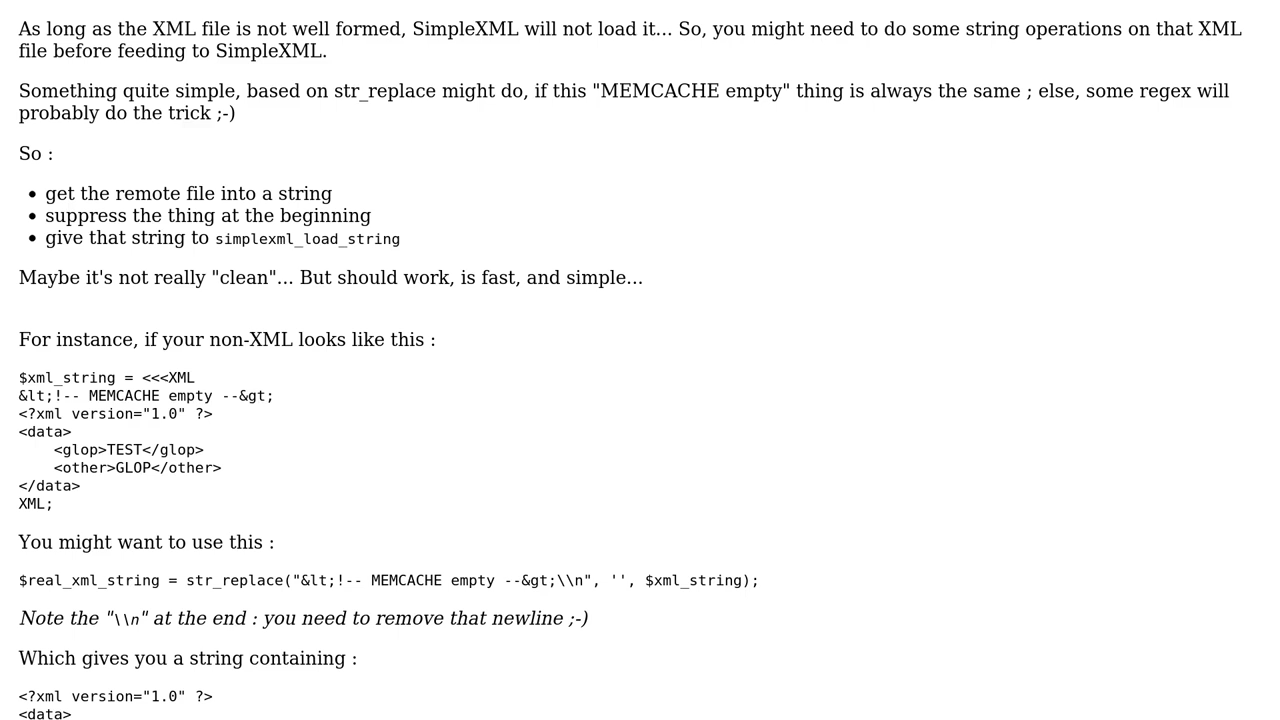 As long as the XML file is not well formed, SimpleXML will not load it... So, you might need to do some string operations on that XML
file before feeding to SimpleXML.
Something quite simple, based on str_replace might do, if this "MEMCACHE empty" thing is always the same ; else, some regex will
probably do the trick ;-)
So :
• get the remote file into a string
• suppress the thing at the beginning
• give that string to simplexml_load_string
Maybe it's not really "clean"... But should work, is fast, and simple...
For instance, if your non-XML looks like this :
$xml_string = <<<XML
&lt;!-- MEMCACHE empty --&gt;
<?xml version="1.0" ?>
<data>
    <glop>TEST</glop>
    <other>GLOP</other>
</data>
XML;
You might want to use this :
$real_xml_string = str_replace("&lt;!-- MEMCACHE empty --&gt;\\n", '', $xml_string);
Note the "\\n" at the end : you need to remove that newline ;-)
Which gives you a string containing :
<?xml version="1.0" ?>
<data>